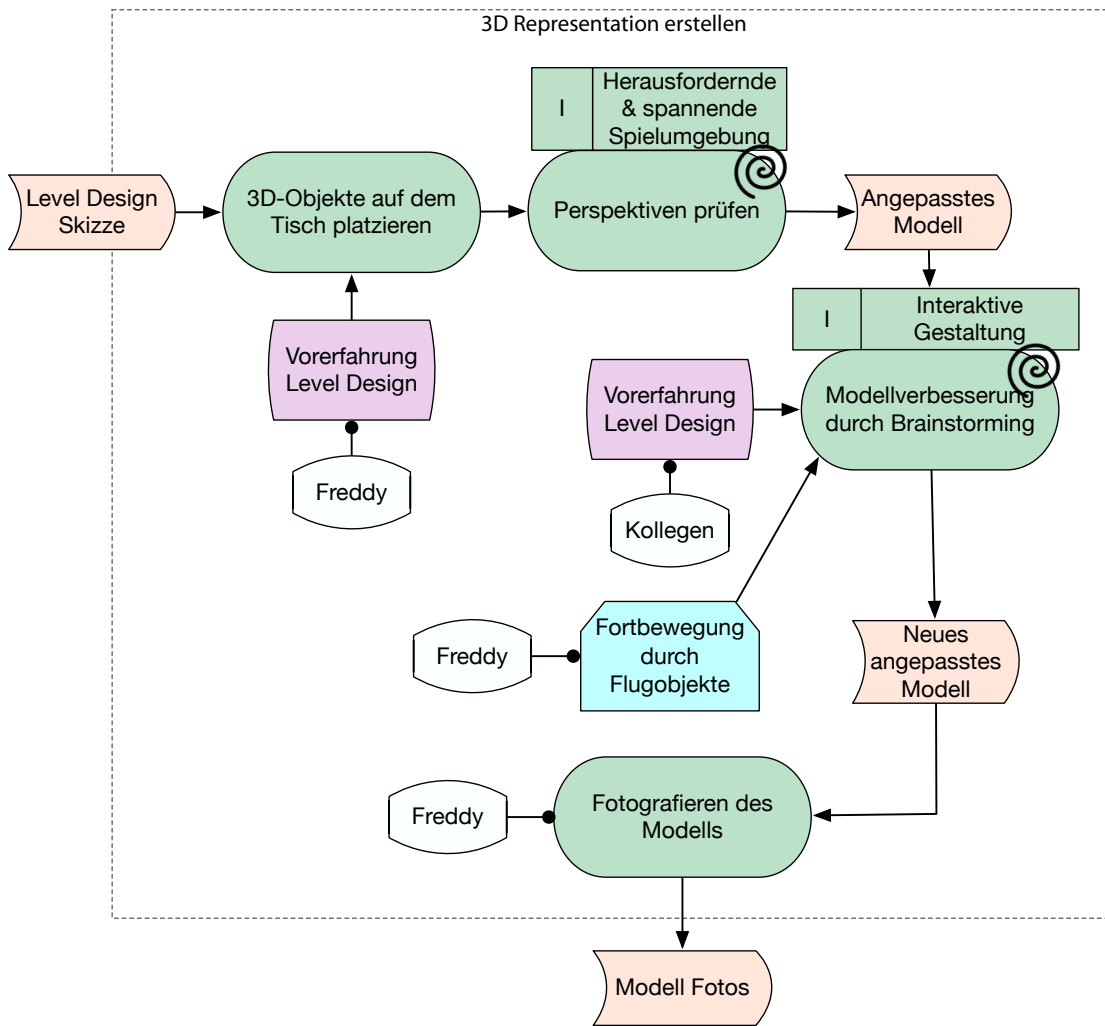 3D Representation erstellen
I
Herausfordernde
& spannende
Spielumgebung
Level Design
Skizze
3D-Objekte auf dem
Tisch platzieren
Perspektiven prüfen
Angepasstes
Modell
I
Interaktive
Gestaltung
Vorerfahrung
Level Design
Vorerfahrung
Level Design
Modellverbesserung
durch Brainstorming
Freddy
Kollegen
Freddy
Fortbewegung
durch
Flugobjekte
Neues
angepasstes
Modell
Freddy
Fotografieren des
Modells
Modell Fotos